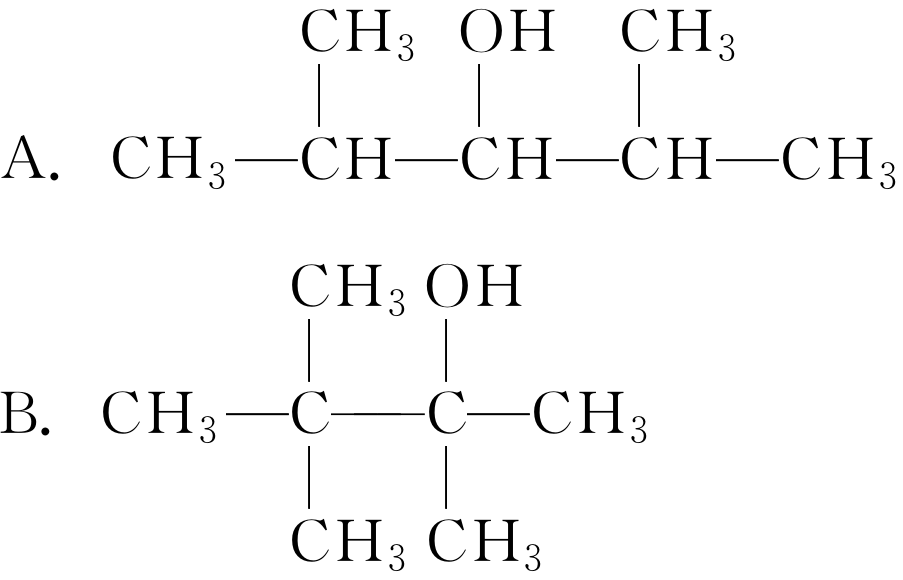 CH₃ OH CH₃
A. CH₃—CH—CH—CH—CH₃
CH₃ OH
B. CH₃—C—C—CH₃
CH₃ CH₃